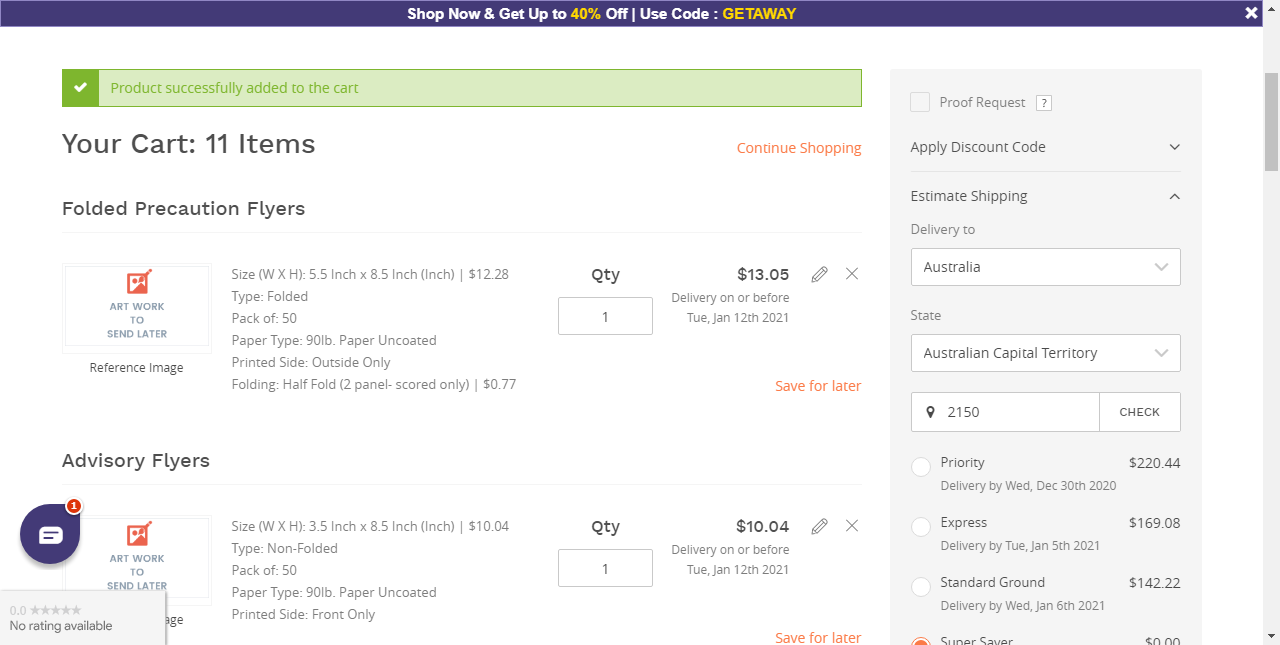 Shop Now & Get Up to 40% Off | Use Code : GETAWAY
Product successfully added to the cart
Your Cart: 11 Items
Continue Shopping
Folded Precaution Flyers
ART WORK
TO
SEND LATER
Reference Image
Size (W X H): 5.5 Inch x 8.5 Inch (Inch) | $12.28
Type: Folded
Pack of: 50
Paper Type: 90lb. Paper Uncoated
Printed Side: Outside Only
Folding: Half Fold (2 panel- scored only) | $0.77
Qty
1
$13.05
Delivery on or before
Tue, Jan 12th 2021
Save for later
Advisory Flyers
ART WORK
TO
SEND LATER
Size (W X H): 3.5 Inch x 8.5 Inch (Inch) | $10.04
Type: Non-Folded
Pack of: 50
Paper Type: 90lb. Paper Uncoated
Printed Side: Front Only
Qty
1
$10.04
Delivery on or before
Tue, Jan 12th 2021
Save for later
1
0.0
No rating available
Proof Request ?
Apply Discount Code
Estimate Shipping
Delivery to
Australia
State
Australian Capital Territory
2150 CHECK
Priority $220.44
Delivery by Wed, Dec 30th 2020
Express $169.08
Delivery by Tue, Jan 5th 2021
Standard Ground $142.22
Delivery by Wed, Jan 6th 2021
Super Saver $0.00